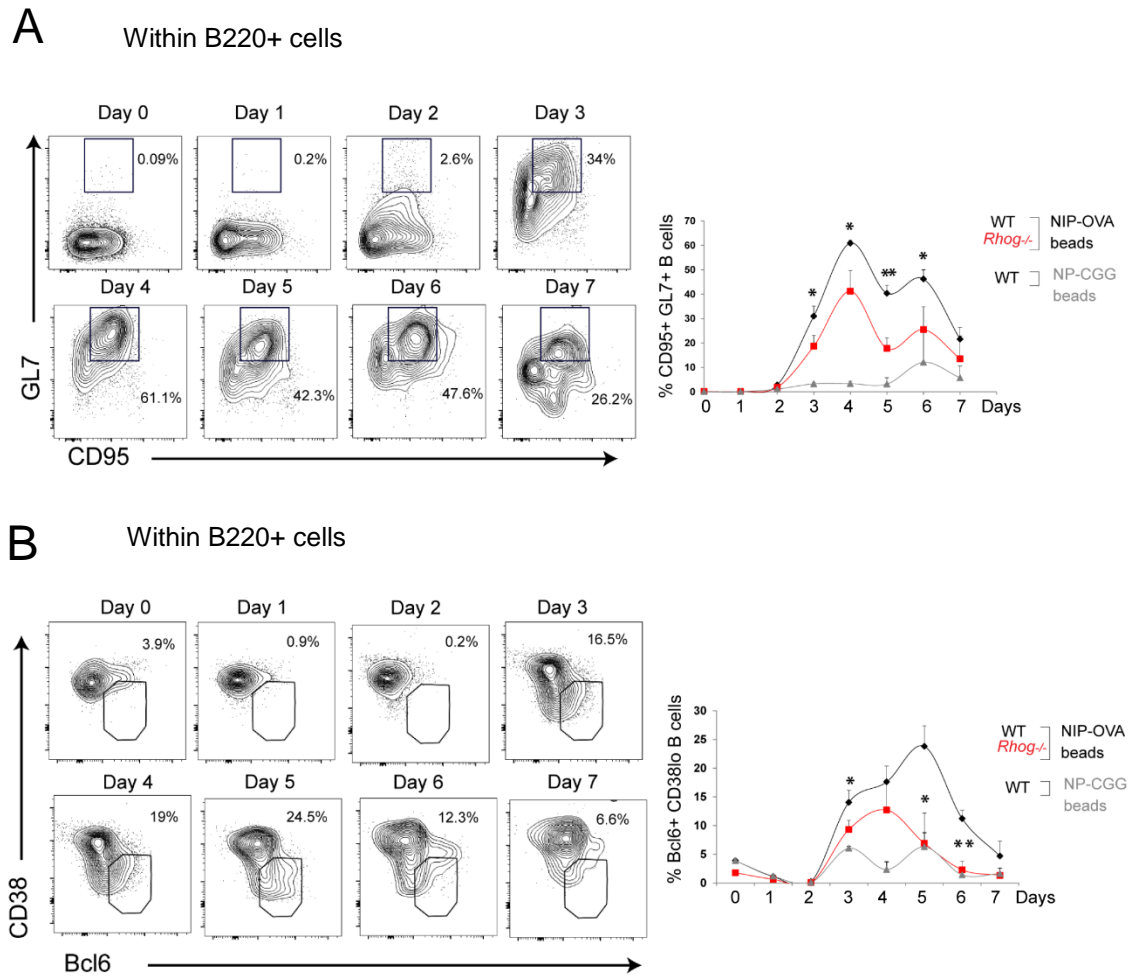 A
Within B220+ cells
Day 0
Day 1
Day 2
Day 3
0.09%
0.2%
2.6%
34%
Day 4
Day 5
Day 6
Day 7
61.1%
42.3%
47.6%
26.2%
GL7
CD95
% CD95+ GL7+ B cells
70
60
50
40
30
20
10
0
* * ** *
0 1 2 3 4 5 6 7 Days
WT NIP-OVA
Rhog-/- beads
WT NP-CGG
beads
B
Within B220+ cells
Day 0
Day 1
Day 2
Day 3
3.9%
0.9%
0.2%
16.5%
Day 4
Day 5
Day 6
Day 7
19%
24.5%
12.3%
6.6%
CD38
Bcl6
% Bcl6+ CD38lo B cells
30
25
20
15
10
5
0
* * **
0 1 2 3 4 5 6 7 Days
WT NIP-OVA
Rhog-/- beads
WT NP-CGG
beads